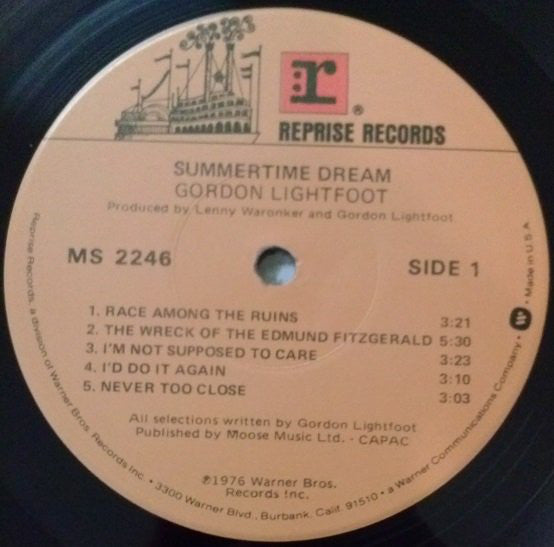 r
®
REPRISE RECORDS
SUMMERTIME DREAM
GORDON LIGHTFOOT
Produced by Lenny Waronker and Gordon Lightfoot
MS 2246
SIDE 1
1. RACE AMONG THE RUINS 3:21
2. THE WRECK OF THE EDMUND FITZGERALD 5:30
3. I'M NOT SUPPOSED TO CARE 3:23
4. I'D DO IT AGAIN 3:10
5. NEVER TOO CLOSE 3:03
All selections written by Gordon Lightfoot
Published by Moose Music Ltd. - CAPAC
℗1976 Warner Bros.
Records Inc.
Reprise Records, a division of Warner Bros. Records Inc. • 3300 Warner Blvd., Burbank, Calif. 91510 • a Warner Communications Company • Made in U.S.A.